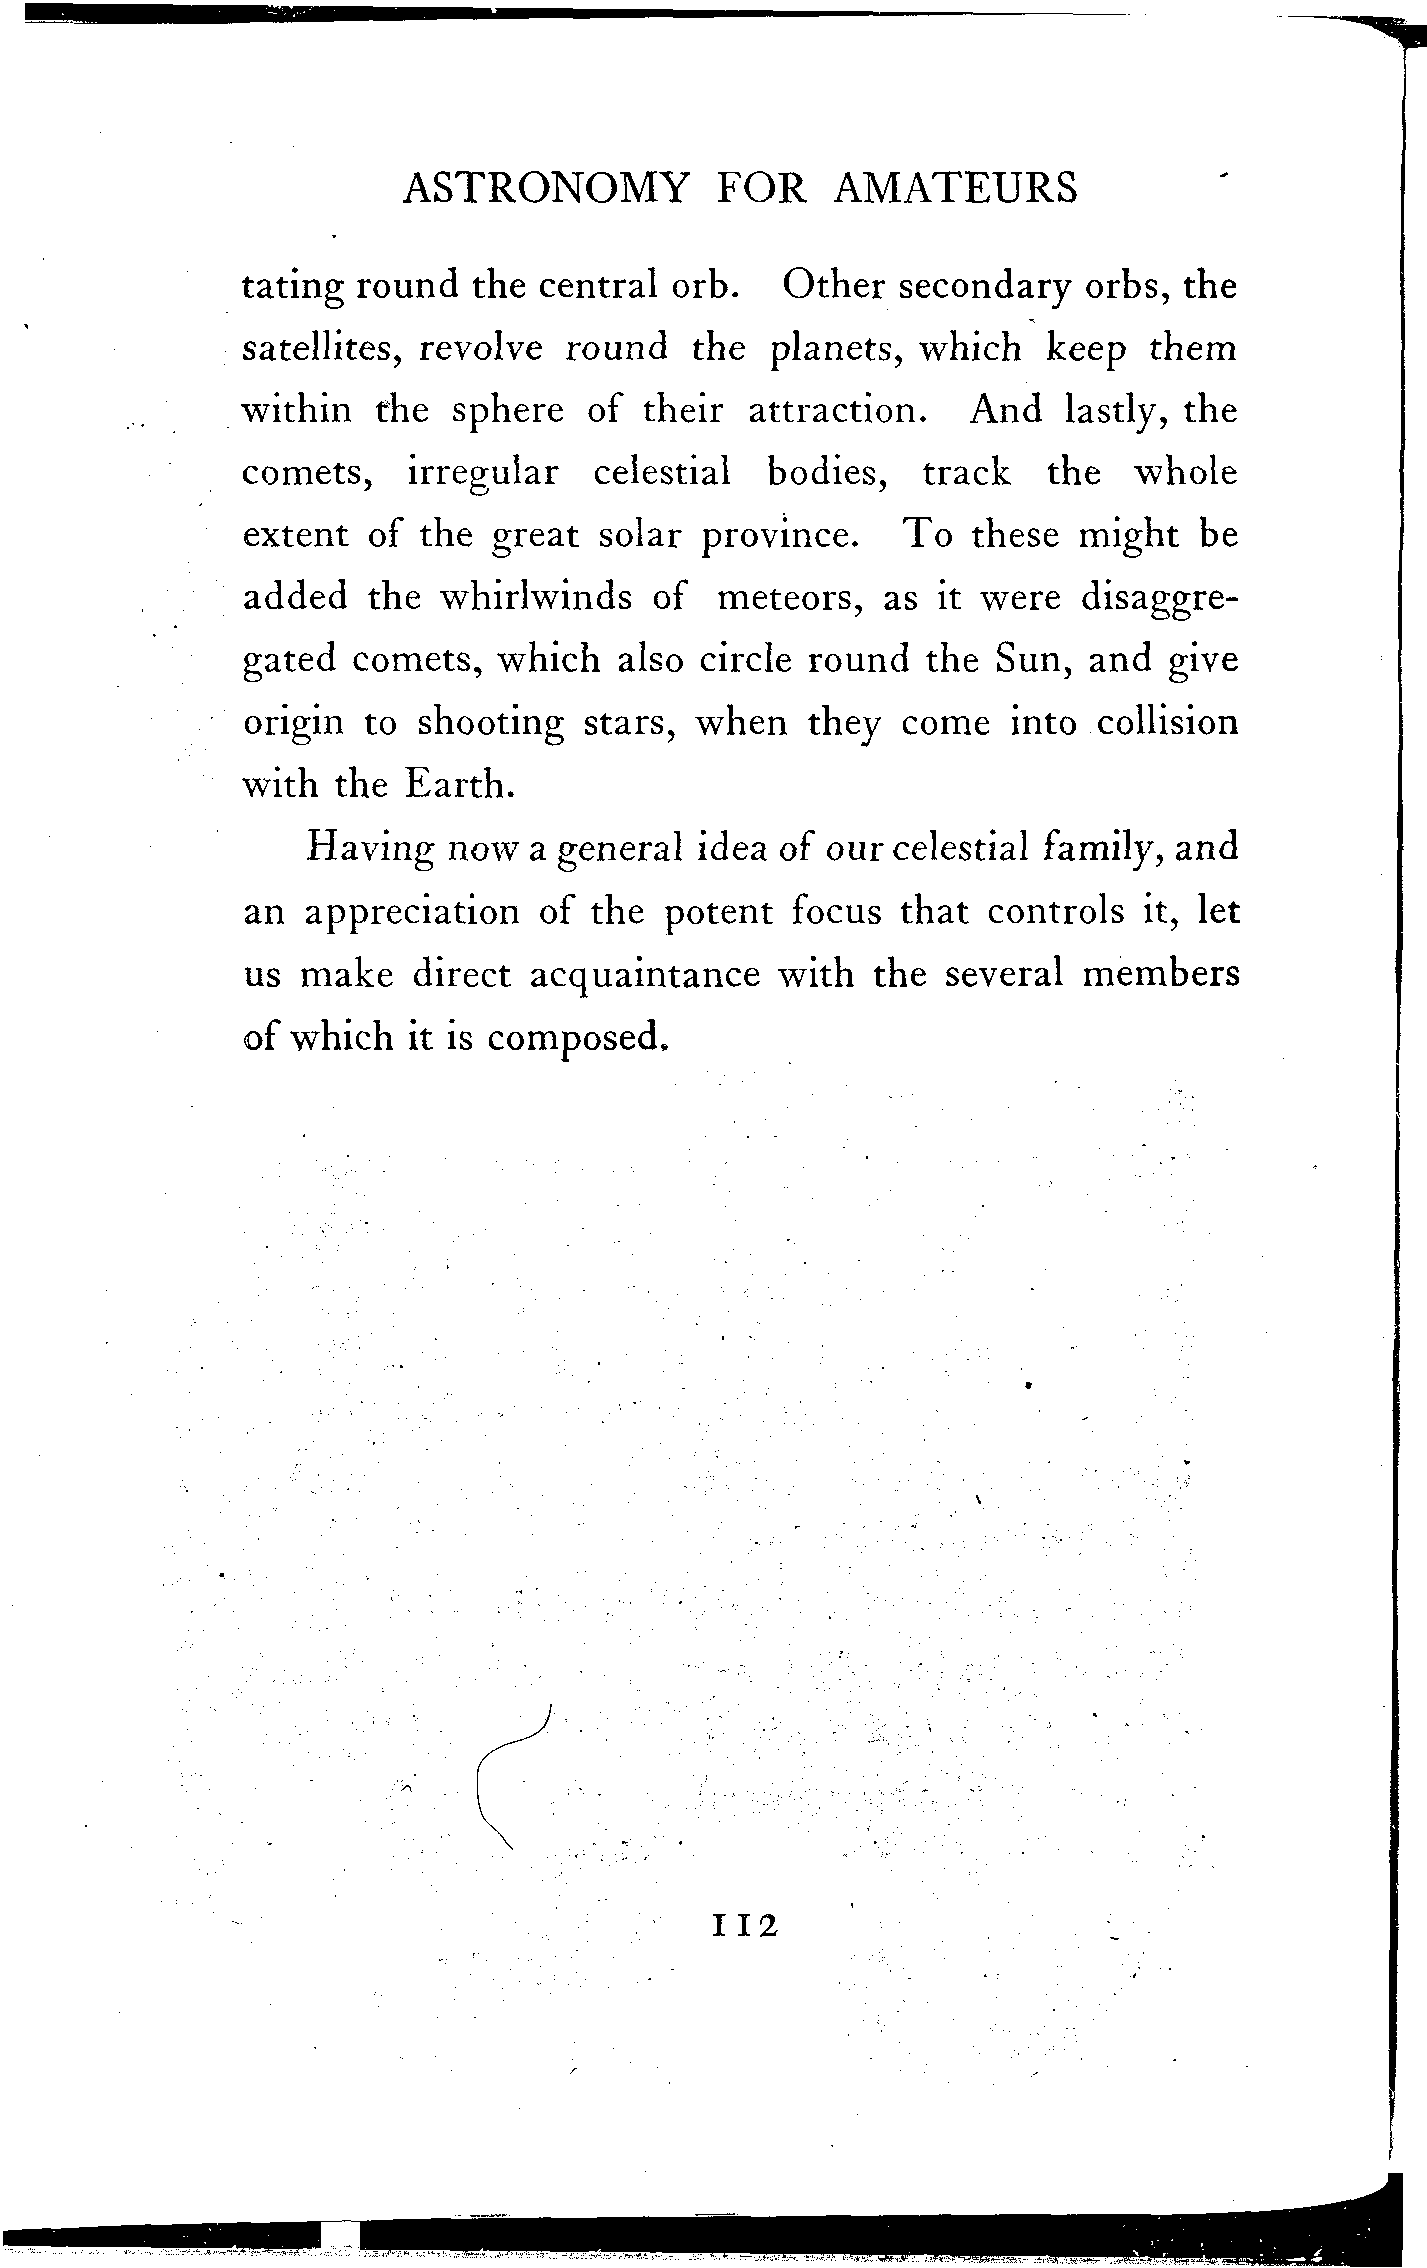 ASTRONOMY FOR AMATEURS
tating round the central orb. Other secondary orbs, the
satellites, revolve round the planets, which keep them
within the sphere of their attraction. And lastly, the
comets, irregular celestial bodies, track the whole
extent of the great solar province. To these might be
added the whirlwinds of meteors, as it were disaggre-
gated comets, which also circle round the Sun, and give
origin to shooting stars, when they come into collision
with the Earth.
Having now a general idea of our celestial family, and
an appreciation of the potent focus that controls it, let
us make direct acquaintance with the several members
of which it is composed.
112